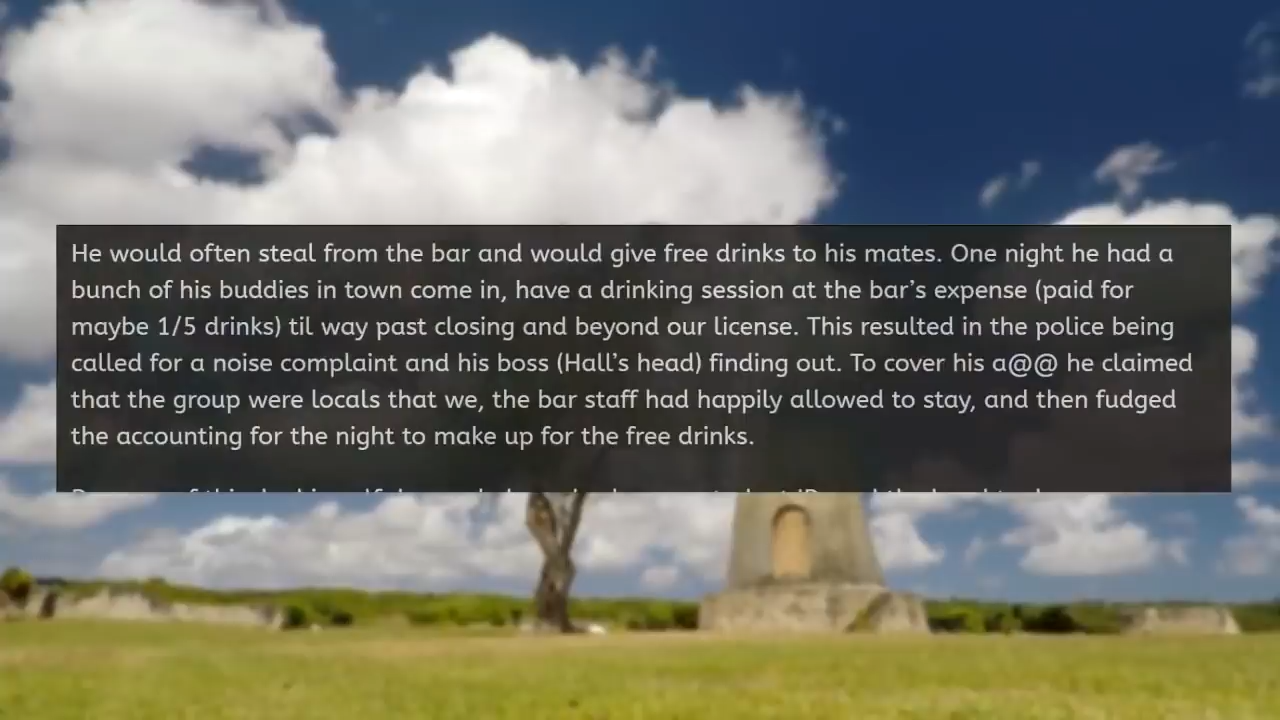 He would often steal from the bar and would give free drinks to his mates. One night he had a
bunch of his buddies in town come in, have a drinking session at the bar’s expense (paid for
maybe 1/5 drinks) til way past closing and beyond our license. This resulted in the police being
called for a noise complaint and his boss (Hall’s head) finding out. To cover his a@@ he claimed
that the group were locals that we, the bar staff had happily allowed to stay, and then fudged
the accounting for the night to make up for the free drinks.